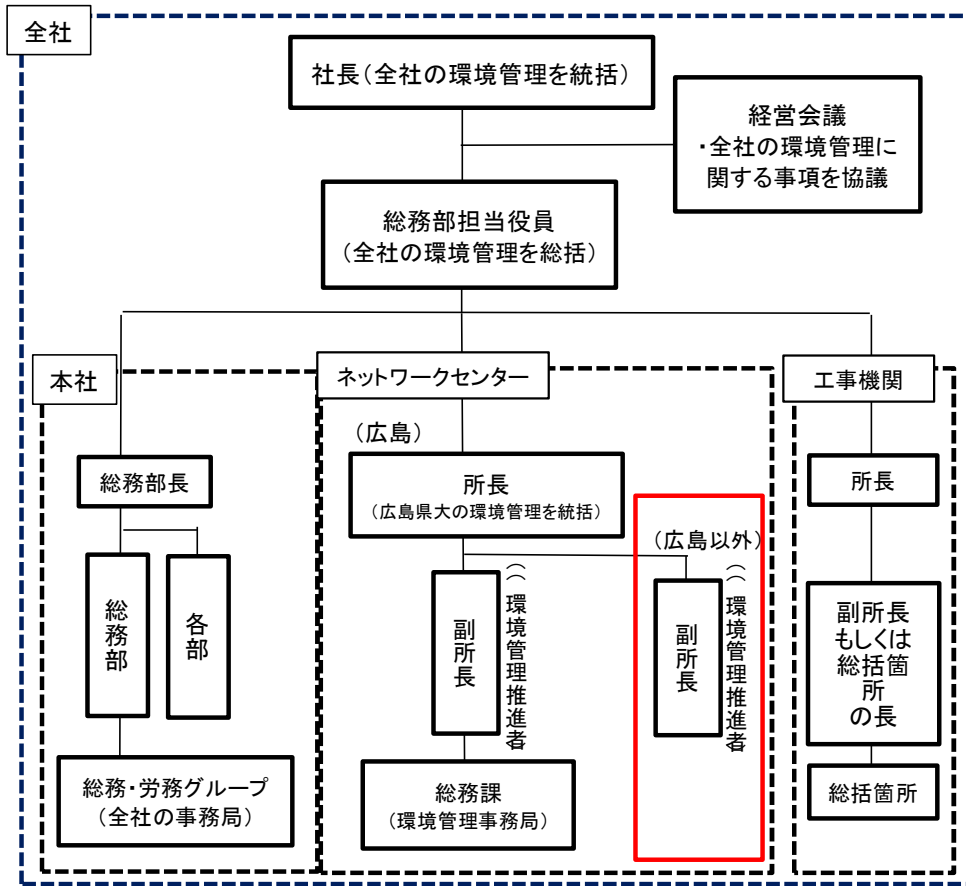 全社
社長(全社の環境管理を統括)
経営会議
・全社の環境管理に
関する事項を協議
総務部担当役員
(全社の環境管理を総括)
本社
ネットワークセンター
工事機関
(広島)
総務部長
所長
(広島県大の環境管理を統括)
所長
(広島以外)
総務部
各部
副所長
(環境管理推進者)
副所長
(環境管理推進者)
副所長
もしくは
総括箇
所
の長
総務・労務グループ
(全社の事務局)
総務課
(環境管理事務局)
総括箇所